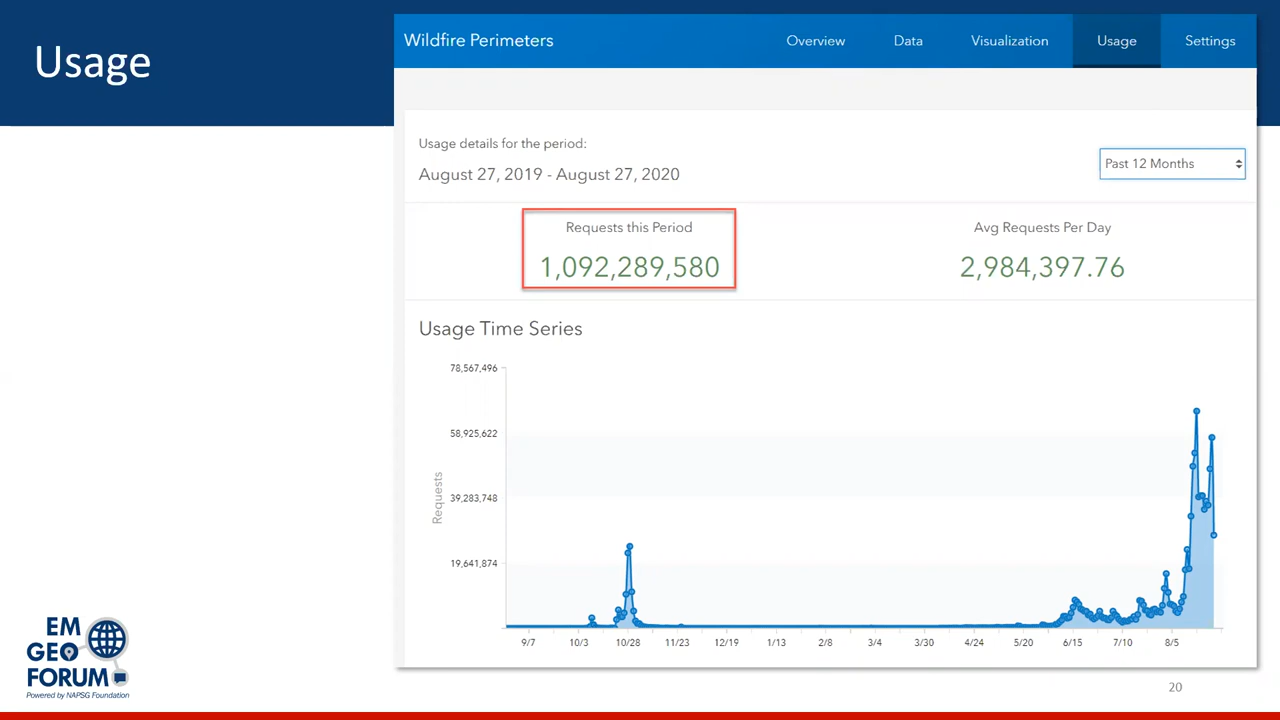 Usage
Wildfire Perimeters
Overview
Data
Visualization
Usage
Settings
Usage details for the period:
August 27, 2019 - August 27, 2020
Past 12 Months
Requests this Period
1,092,289,580
Avg Requests Per Day
2,984,397.76
Usage Time Series
78,567,496
58,925,622
39,283,748
19,641,874
Requests
9/7 10/3 10/28 11/23 12/19 1/13 2/8 3/4 3/30 4/24 5/20 6/15 7/10 8/5
EM
GEO
FORUM
Powered by NAPSG Foundation
20